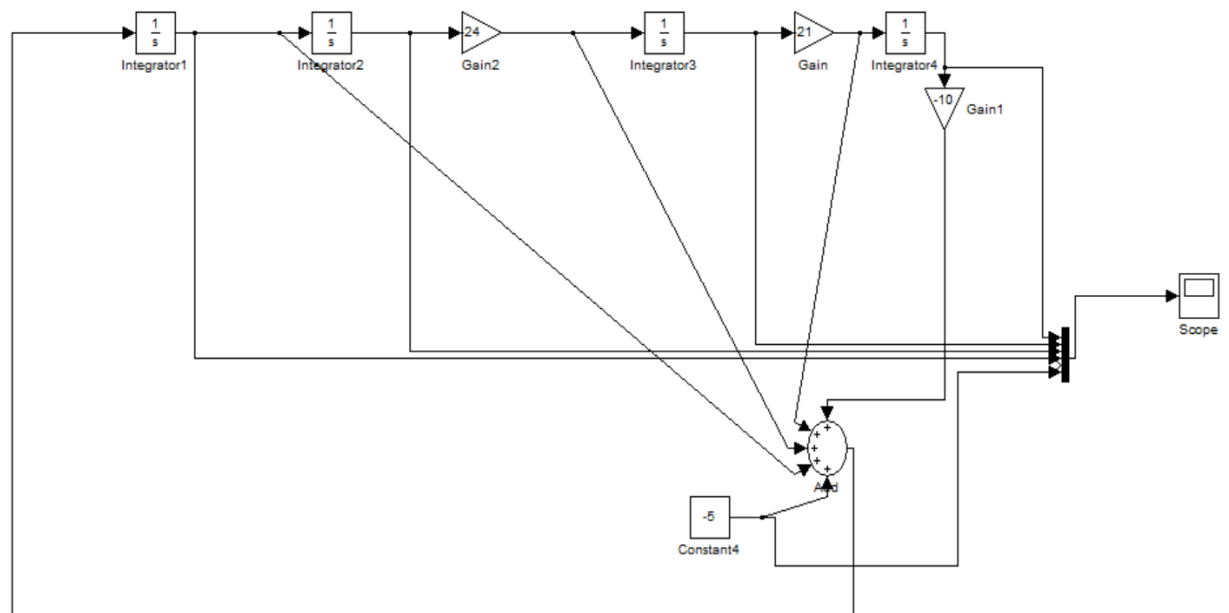 1
s
Integrator1
1
s
Integrator2
24
Gain2
1
s
Integrator3
21
Gain
1
s
Integrator4
-10
Gain1
Scope
+
+
+
+
+
Add
-5
Constant4